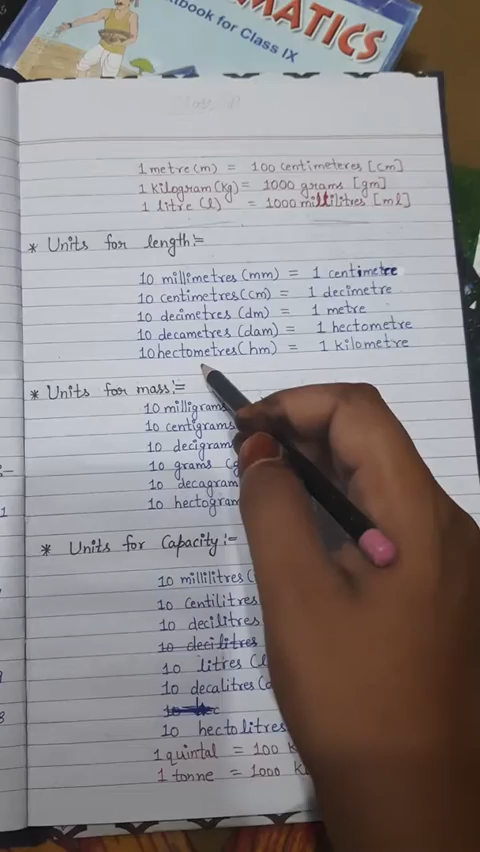 MATICS
tbook for Class IX
1 metre (m) = 100 centimeteres [cm]
1 kilogram (kg) = 1000 grams [gm]
1 litre (l) = 1000 millilitres [ml]
* Units for length:=
10 millimetres (mm) = 1 centimetre
10 centimetres (cm) = 1 decimetre
10 decimetres (dm) = 1 metre
10 decametres (dam) = 1 hectometre
10 hectometres (hm) = 1 kilometre
* Units for mass:=
10 milligrams
10 centigrams
10 decigram
10 grams (g
10 decagram
10 hectogram
* Units for Capacity:=
10 millilitres (
10 centilitres
10 decilitres
10 decilitres
10 litres (l
10 decalitres (d
10 hectolitres
1 quintal = 100 k
1 tonne = 1000 k